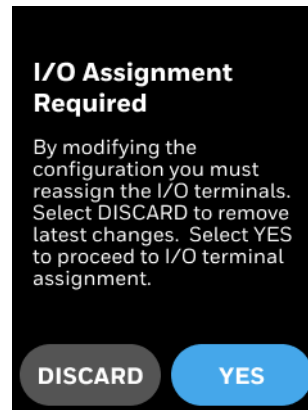 I/O Assignment
Required
By modifying the
configuration you must
reassign the I/O terminals.
Select DISCARD to remove
latest changes.  Select YES
to proceed to I/O terminal
assignment.
DISCARD
YES